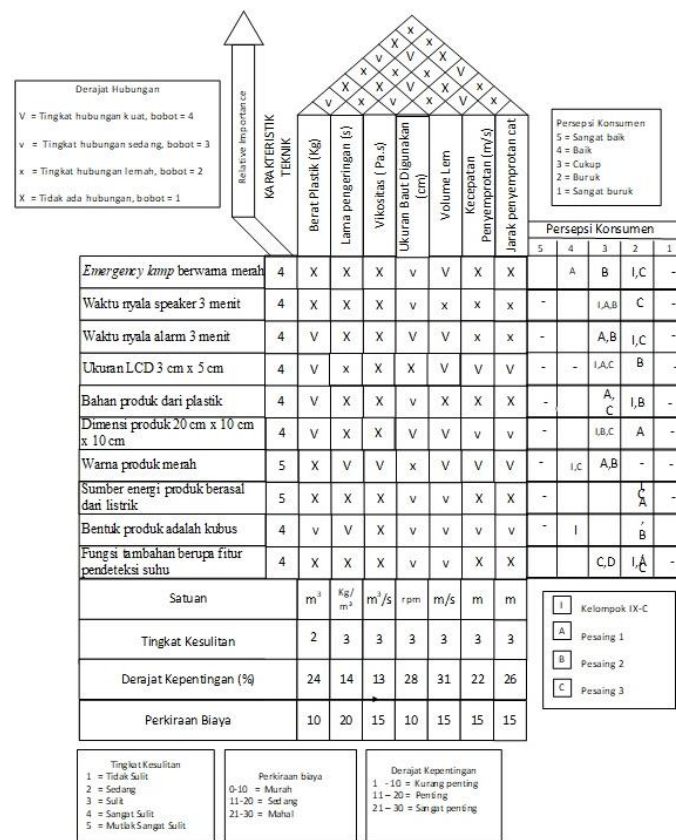 Derajat Hubungan
V = Tingkat hubungan kuat, bobot = 4
v = Tingkat hubungan sedang, bobot = 3
x = Tingkat hubungan lemah, bobot = 2
X = Tidak ada hubungan, bobot = 1
Relative Importance
KARAKTERISTIK TEKNIK
Berat Plastik (Kg)
Lama pengeringan (s)
Vikositas ( Pa.s)
Ukuran Baut Digunakan (cm)
Volume Lem
Kecepatan Penyemprotan (m/s)
Jarak penyemprotan cat
Persepsi Konsumen
5 = Sangat baik
4 = Baik
3 = Cukup
2 = Buruk
1 = Sangat buruk
Persepsi Konsumen
5 4 3 2 1
Emergency lamp berwarna merah 4 X X X v V X X A B I,C -
Waktu nyala speaker 3 menit 4 X X X v x x x - I,A,B C -
Waktu nyala alarm 3 menit 4 V X X V V x x - A,B I,C -
Ukuran LCD 3 cm x 5 cm 4 V x X X V V V - - I,A,C B -
Bahan produk dari plastik 4 V X X v X X X - A, C I,B -
Dimensi produk 20 cm x 10 cm x 10 cm 4 V X X V V v v - I,B,C A -
Warna produk merah 5 X V V x V V V - I,C A,B - -
Sumber energi produk berasal dari listrik 5 X X X v v X X
Bentuk produk adalah kubus 4 v V X v v v v - I B
Fungsi tambahan berupa fitur pendeteksi suhu 4 X X X v v X X C,D -
Satuan m³ Kg/m³ m³/s rpm m/s m m
Tingkat Kesulitan 2 3 3 3 3 3 3
Derajat Kepentingan (%) 24 14 13 28 31 22 26
Perkiraan Biaya 10 20 15 10 15 15 15
I Kelompok IX-C
A Pesaing 1
B Pesaing 2
C Pesaing 3
Tingkat Kesulitan
1 = Tidak Sulit
2 = Sedang
3 = Sulit
4 = Sangat Sulit
5 = Mutlak Sangat Sulit
Perkiraan biaya
0-10 = Murah
11-20 = Sedang
21-30 = Mahal
Derajat Kepentingan
1 -10 = Kurang penting
11 – 20 = Penting
21 – 30 = Sangat penting